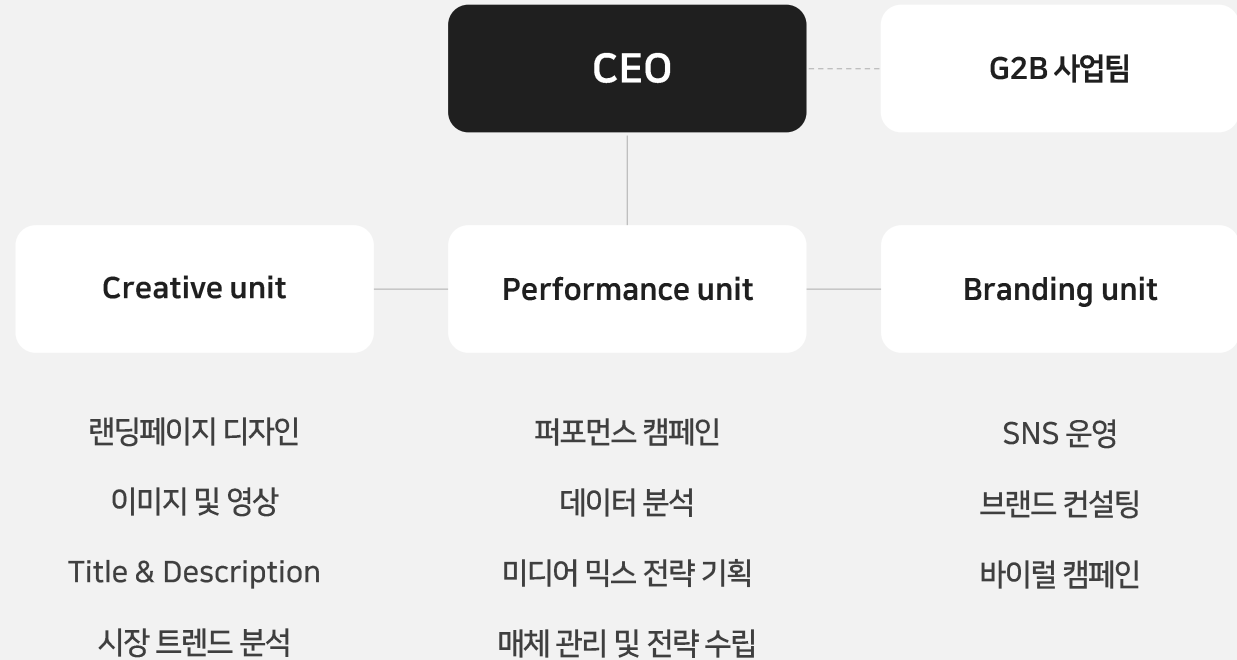 CEO
G2B 사업팀
Creative unit
Performance unit
Branding unit
랜딩페이지 디자인
퍼포먼스 캠페인
SNS 운영
이미지 및 영상
데이터 분석
브랜드 컨설팅
Title & Description
미디어 믹스 전략 기획
바이럴 캠페인
시장 트렌드 분석
매체 관리 및 전략 수립